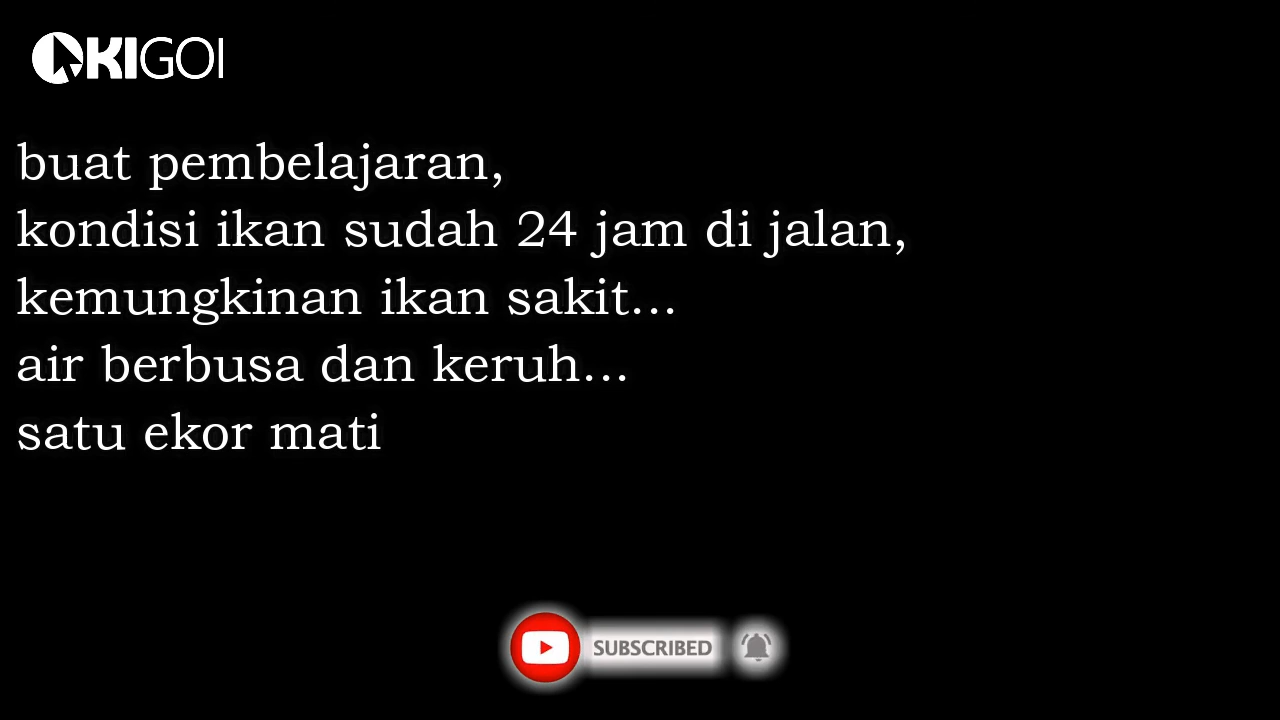 OKIGOI
buat pembelajaran,
kondisi ikan sudah 24 jam di jalan,
kemungkinan ikan sakit...
air berbusa dan keruh...
satu ekor mati
SUBSCRIBED